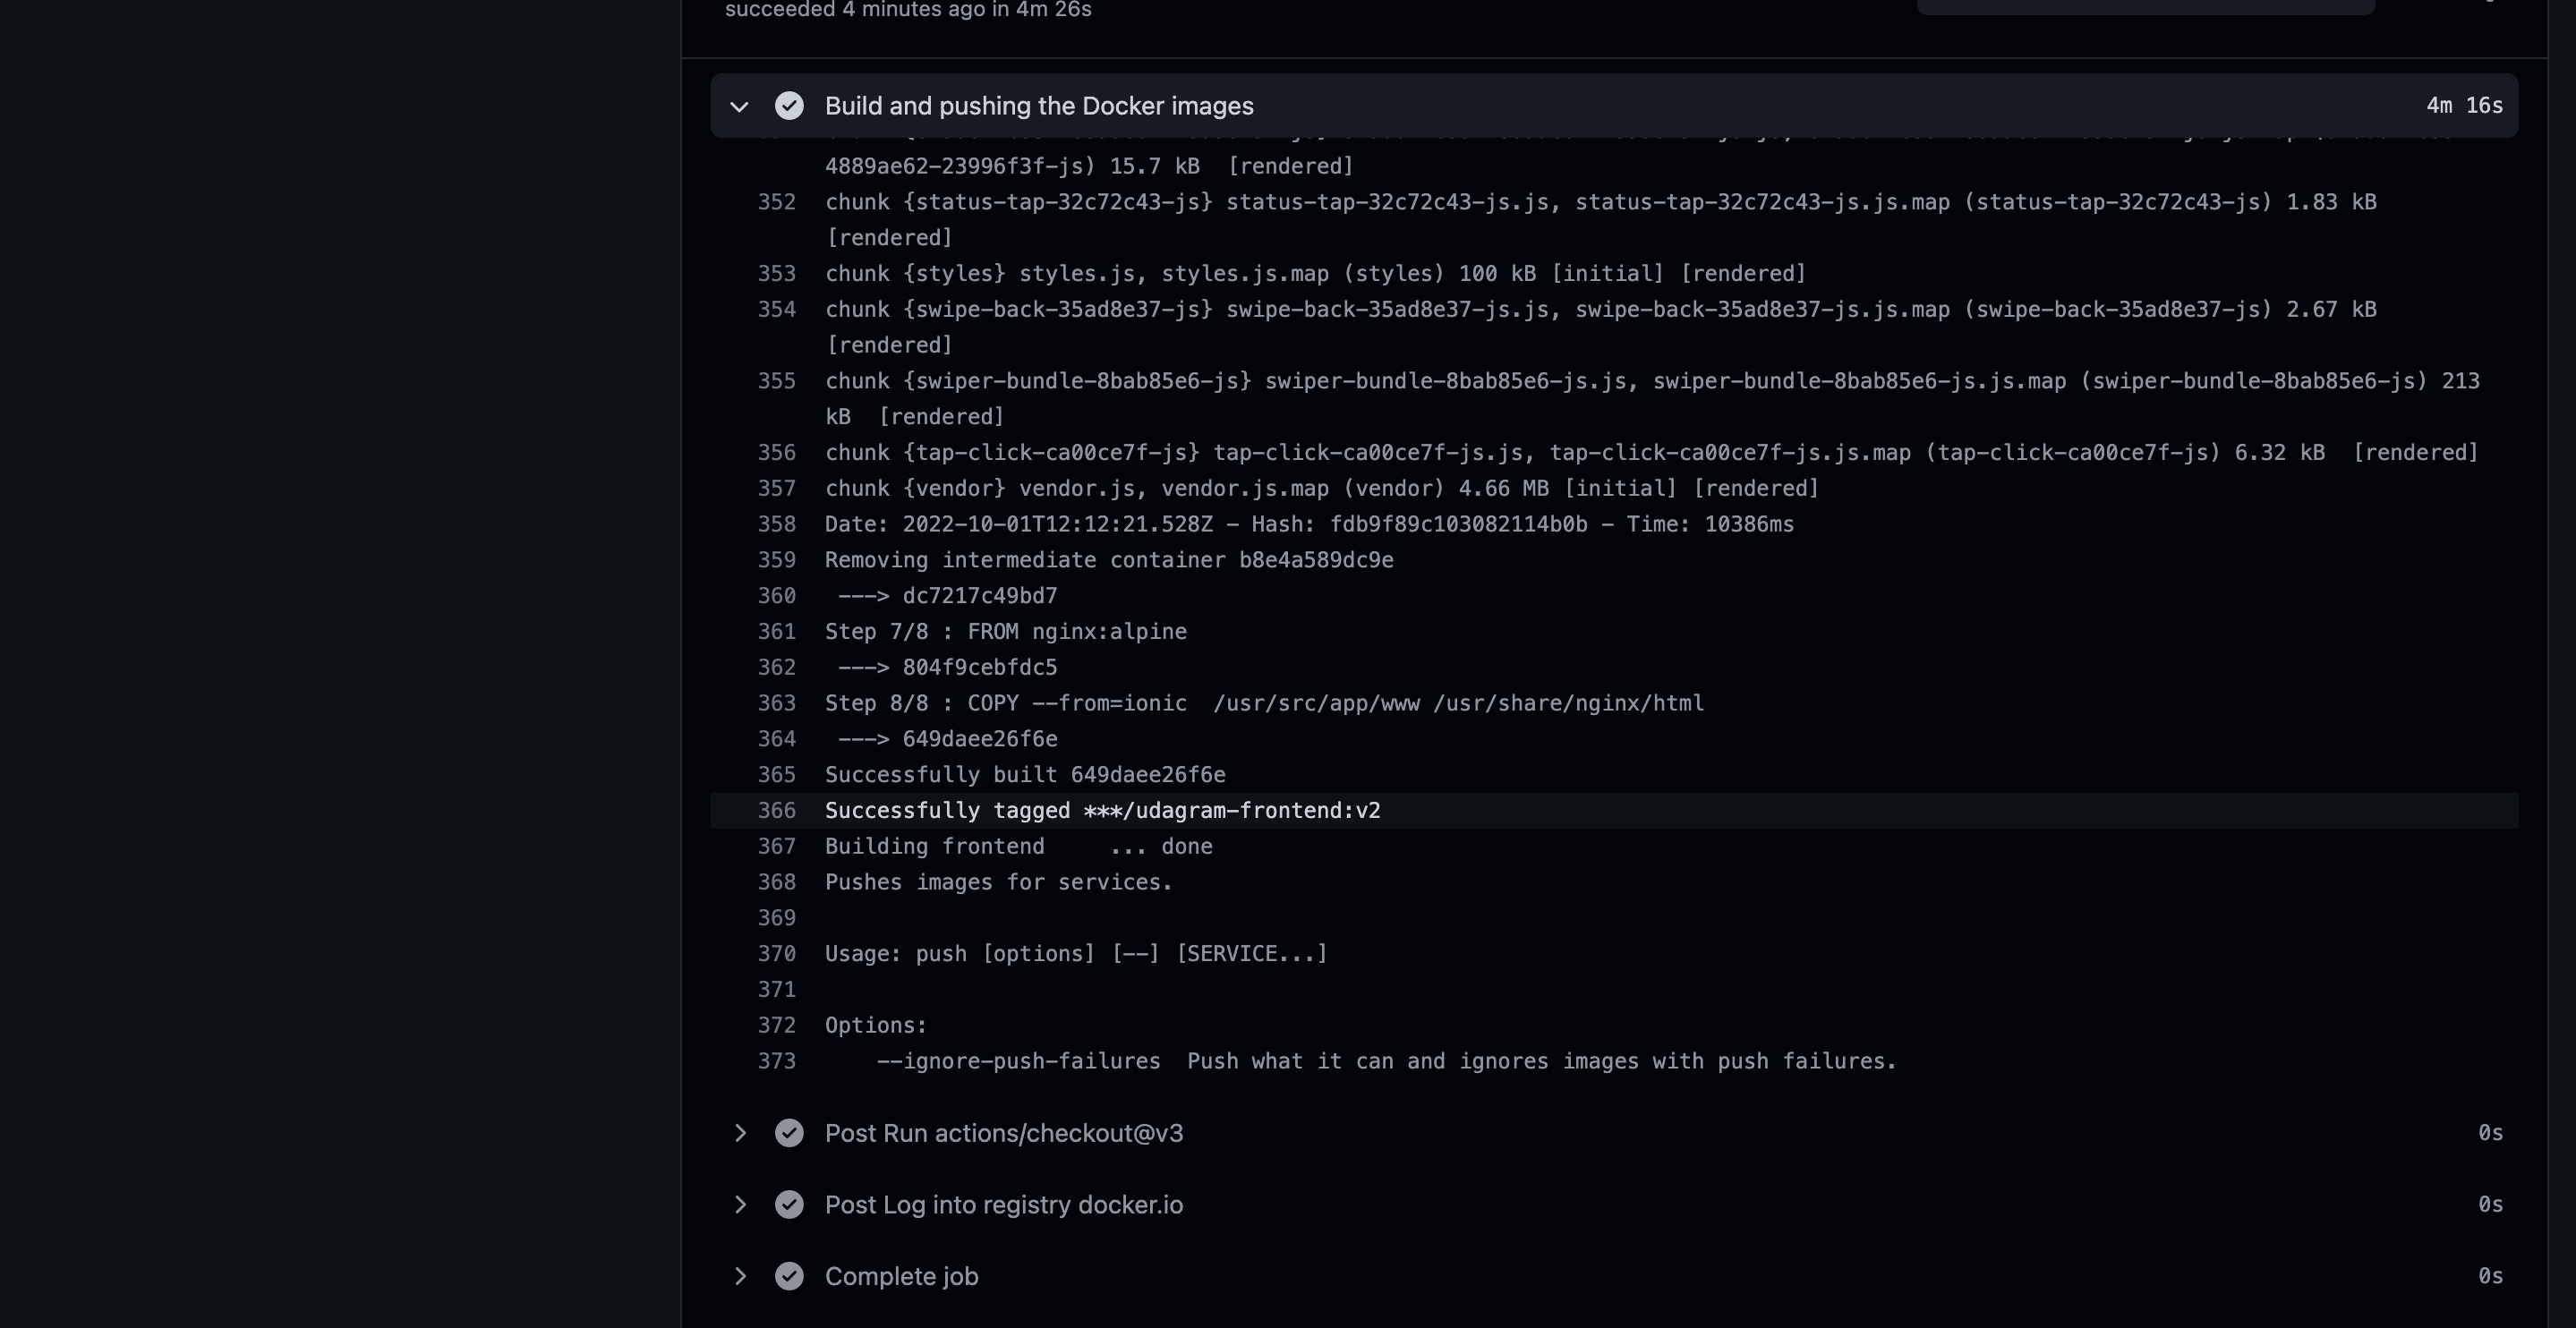 succeeded 4 minutes ago in 4m 26s
Build and pushing the Docker images 4m 16s
4889ae62-23996f3f-js) 15.7 kB  [rendered]
352 chunk {status-tap-32c72c43-js} status-tap-32c72c43-js.js, status-tap-32c72c43-js.js.map (status-tap-32c72c43-js) 1.83 kB
[rendered]
353 chunk {styles} styles.js, styles.js.map (styles) 100 kB [initial] [rendered]
354 chunk {swipe-back-35ad8e37-js} swipe-back-35ad8e37-js.js, swipe-back-35ad8e37-js.js.map (swipe-back-35ad8e37-js) 2.67 kB
[rendered]
355 chunk {swiper-bundle-8bab85e6-js} swiper-bundle-8bab85e6-js.js, swiper-bundle-8bab85e6-js.js.map (swiper-bundle-8bab85e6-js) 213
kB  [rendered]
356 chunk {tap-click-ca00ce7f-js} tap-click-ca00ce7f-js.js, tap-click-ca00ce7f-js.js.map (tap-click-ca00ce7f-js) 6.32 kB  [rendered]
357 chunk {vendor} vendor.js, vendor.js.map (vendor) 4.66 MB [initial] [rendered]
358 Date: 2022-10-01T12:12:21.528Z - Hash: fdb9f89c103082114b0b - Time: 10386ms
359 Removing intermediate container b8e4a589dc9e
360  ---> dc7217c49bd7
361 Step 7/8 : FROM nginx:alpine
362  ---> 804f9cebfdc5
363 Step 8/8 : COPY --from=ionic  /usr/src/app/www /usr/share/nginx/html
364  ---> 649daee26f6e
365 Successfully built 649daee26f6e
366 Successfully tagged ***/udagram-frontend:v2
367 Building frontend     ... done
368 Pushes images for services.
369
370 Usage: push [options] [--] [SERVICE...]
371
372 Options:
373     --ignore-push-failures  Push what it can and ignores images with push failures.
Post Run actions/checkout@v3 0s
Post Log into registry docker.io 0s
Complete job 0s